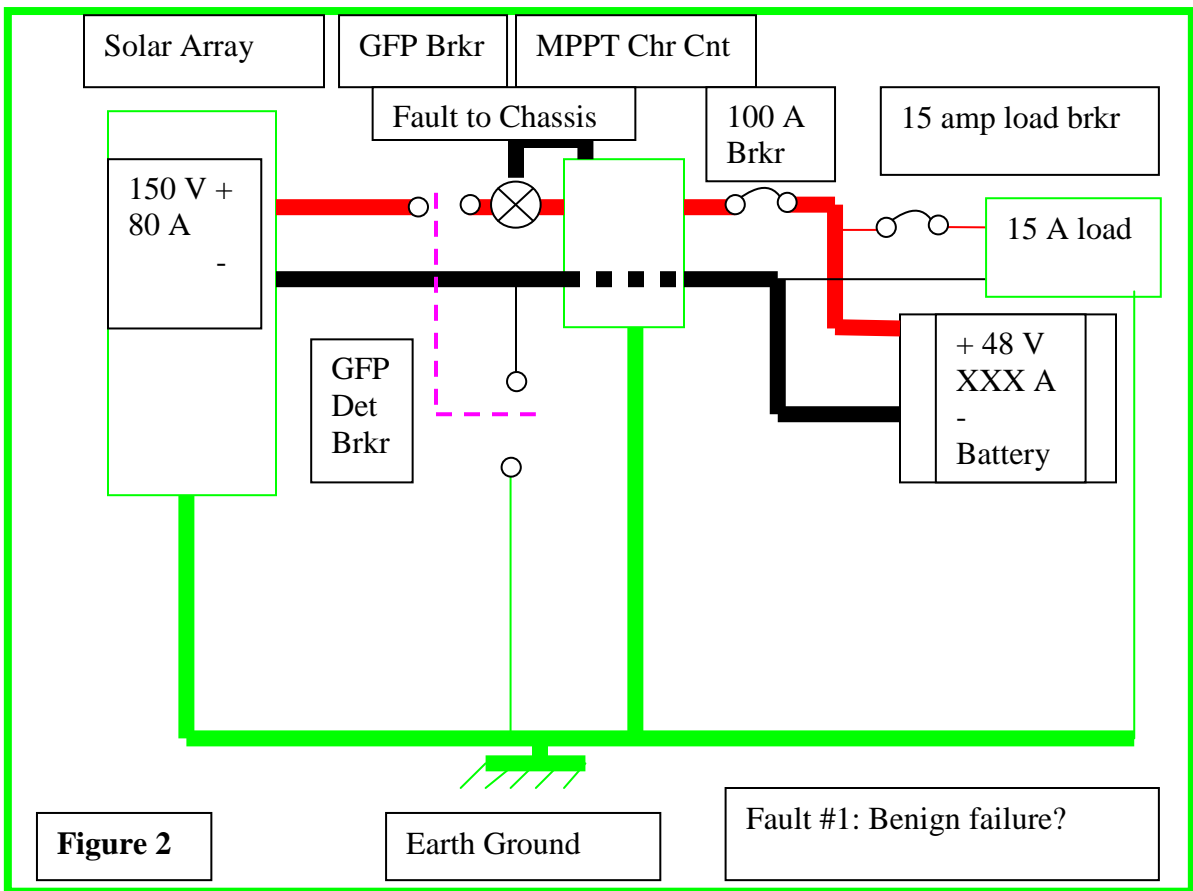 Solar Array
GFP Brkr
MPPT Chr Cnt
Fault to Chassis
100 A
Brkr
15 amp load brkr
150 V +
80 A
-
15 A load
GFP
Det
Brkr
+ 48 V
XXX A
-
Battery
Figure 2
Earth Ground
Fault #1: Benign failure?